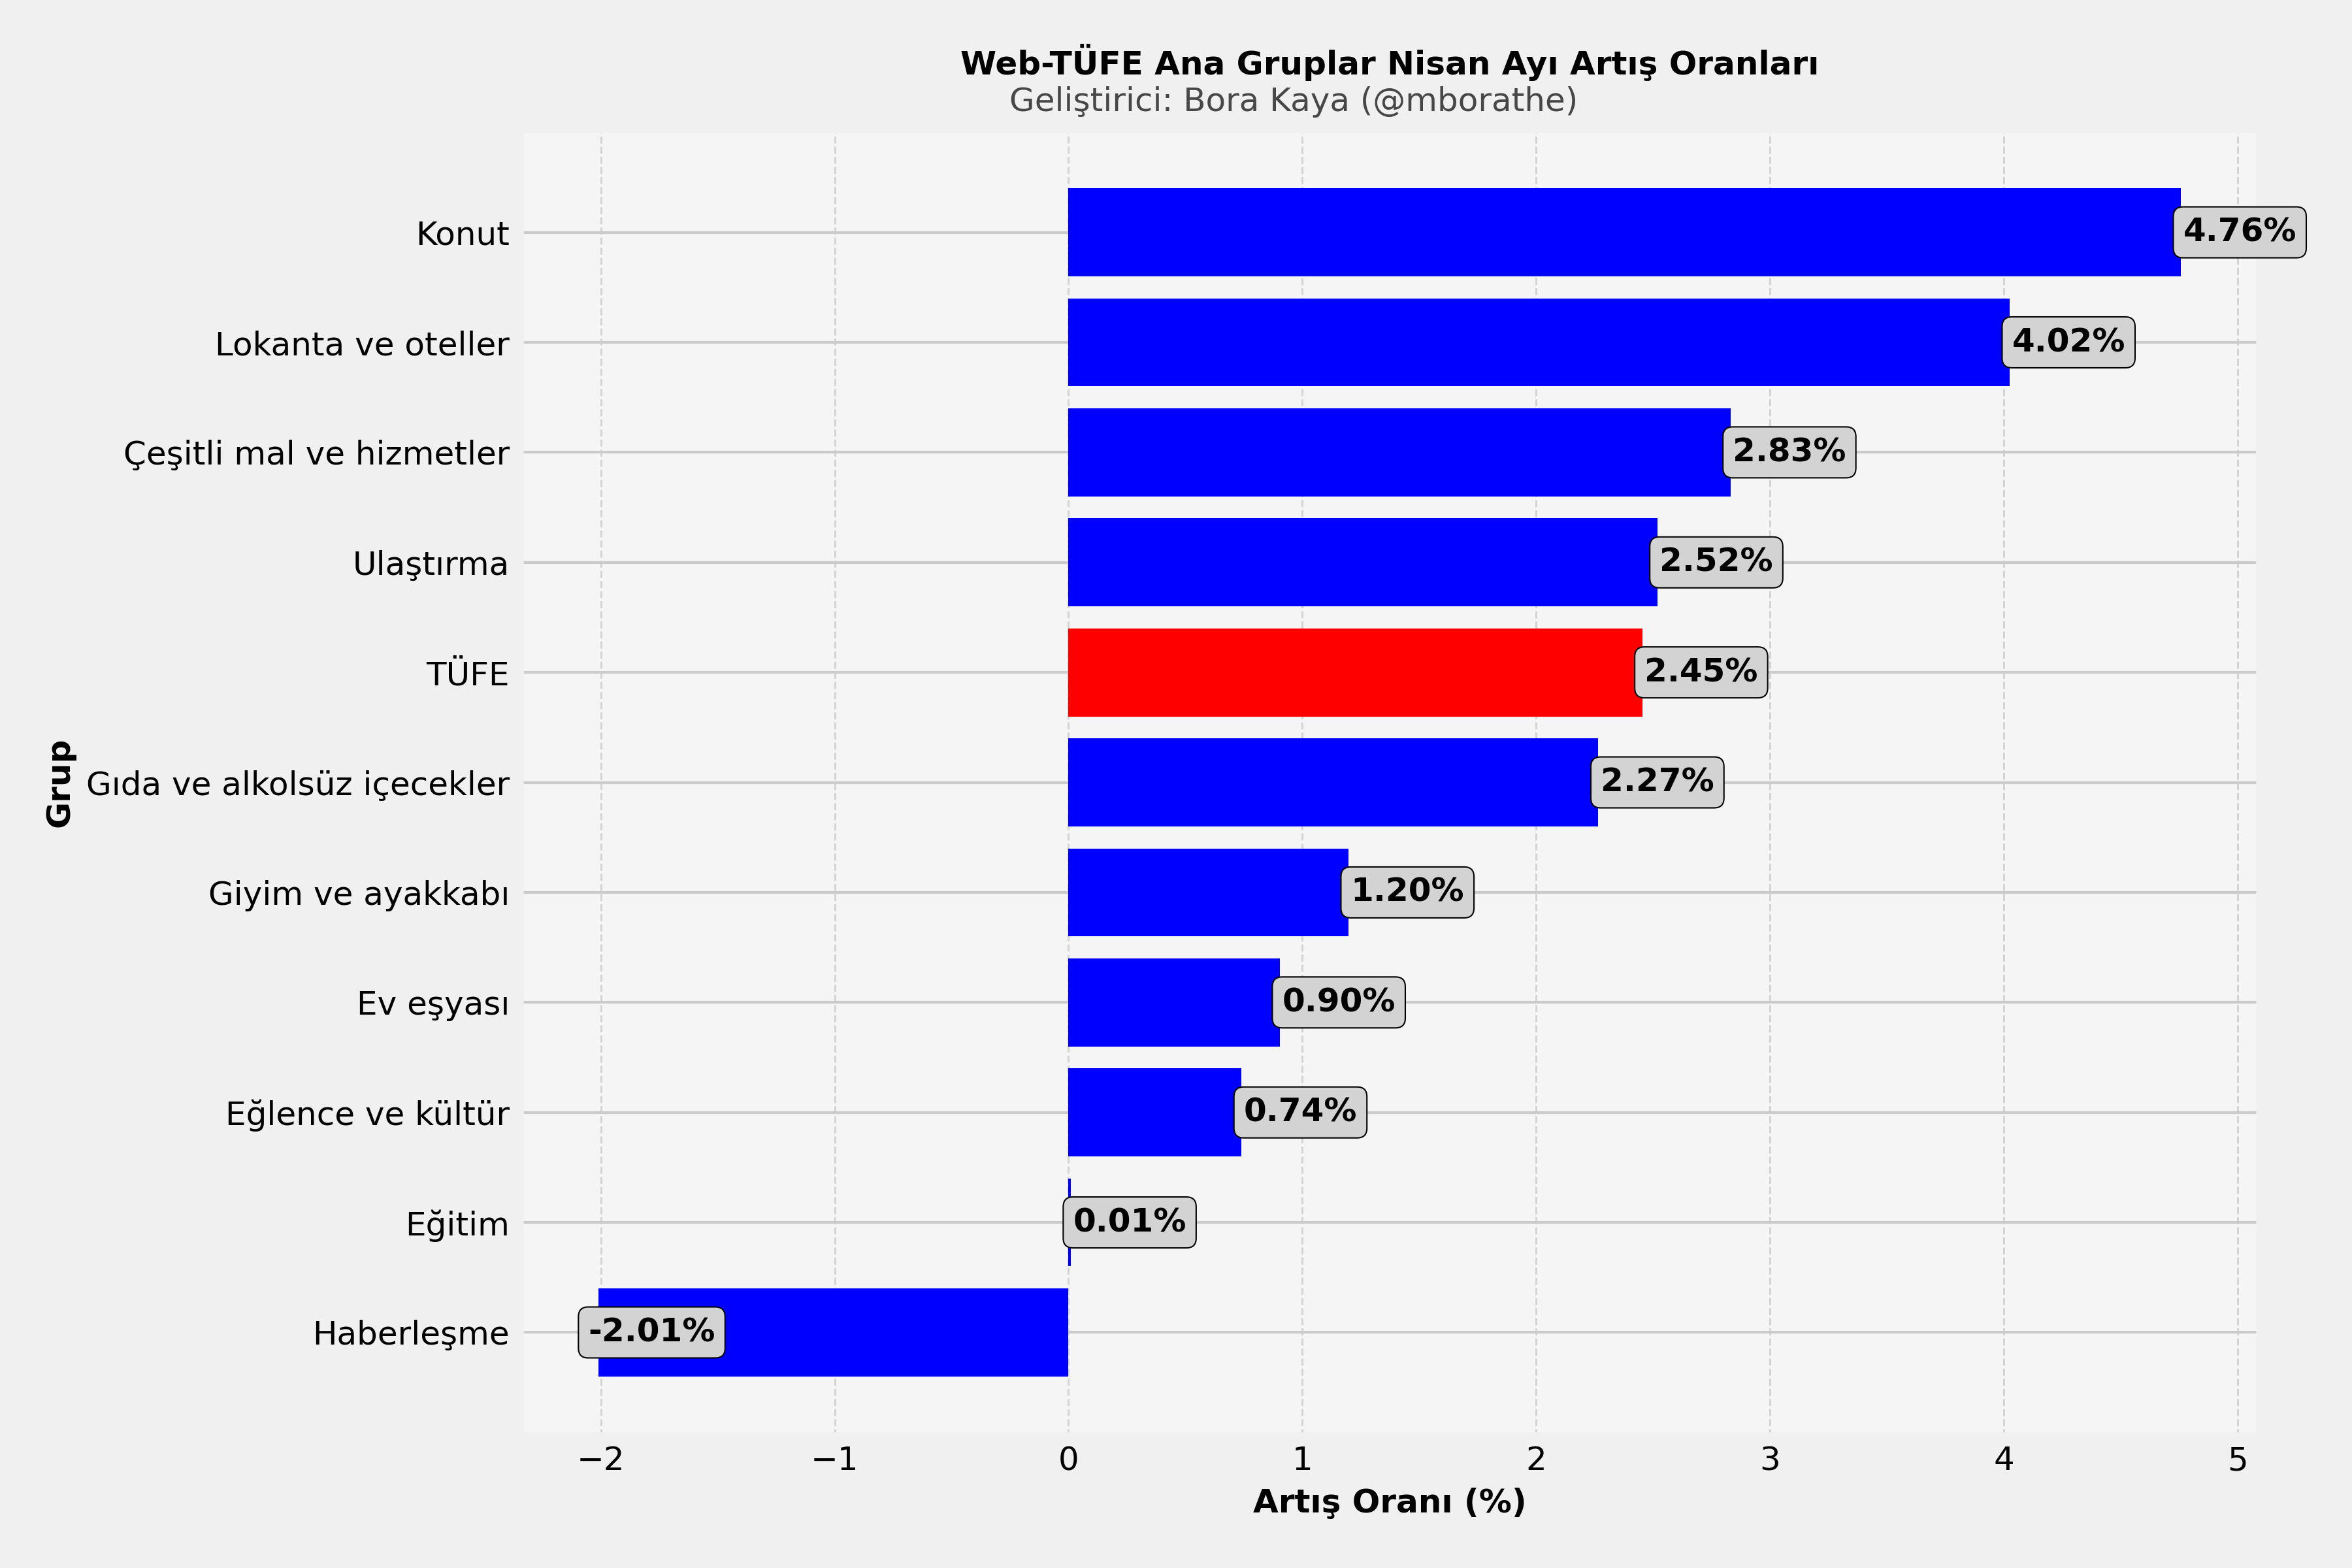 Web-TÜFE Ana Gruplar Nisan Ayı Artış Oranları
Geliştirici: Bora Kaya (@mborathe)
Grup
Konut
4.76%
Lokanta ve oteller
4.02%
Çeşitli mal ve hizmetler
2.83%
Ulaştırma
2.52%
TÜFE
2.45%
Gıda ve alkolsüz içecekler
2.27%
Giyim ve ayakkabı
1.20%
Ev eşyası
0.90%
Eğlence ve kültür
0.74%
Eğitim
0.01%
Haberleşme
-2.01%
−2 −1 0 1 2 3 4 5
Artış Oranı (%)